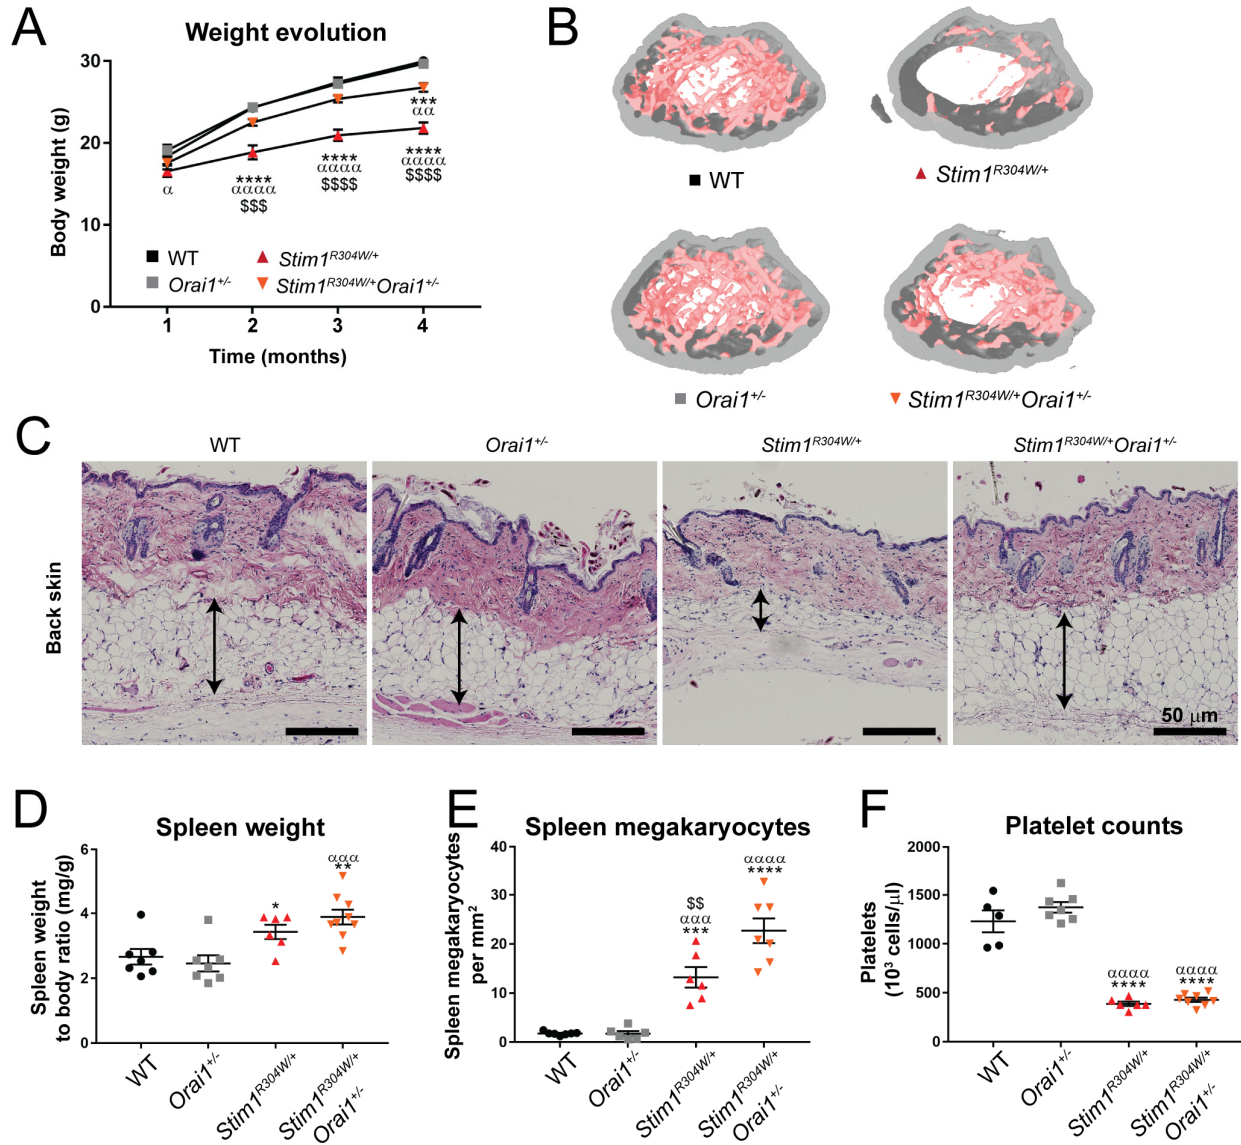 A
Weight evolution
Body weight (g)
30
20
10
0
***
αα
****
αααα
$$$$
****
αααα
$$$$
****
αααα
$$$
α
WT
Stim1R304W/+
Orai1+/-
Stim1R304W/+Orai1+/-
1
2
3
4
Time (months)
B
WT
Stim1R304W/+
Orai1+/-
Stim1R304W/+Orai1+/-
C
WT
Orai1+/-
Stim1R304W/+
Stim1R304W/+Orai1+/-
Back skin
50 μm
D
Spleen weight
Spleen weight
to body ratio (mg/g)
6
4
2
0
*
ααα
**
WT
Orai1+/-
Stim1R304W/+
Stim1R304W/+
Orai1+/-
E
Spleen megakaryocytes
Spleen megakaryocytes
per mm2
40
30
20
10
0
$$
ααα
***
αααα
****
WT
Orai1+/-
Stim1R304W/+
Stim1R304W/+
Orai1+/-
F
Platelet counts
Platelets
(103 cells/μl)
2000
1500
1000
500
0
αααα
****
αααα
****
WT
Orai1+/-
Stim1R304W/+
Stim1R304W/+
Orai1+/-